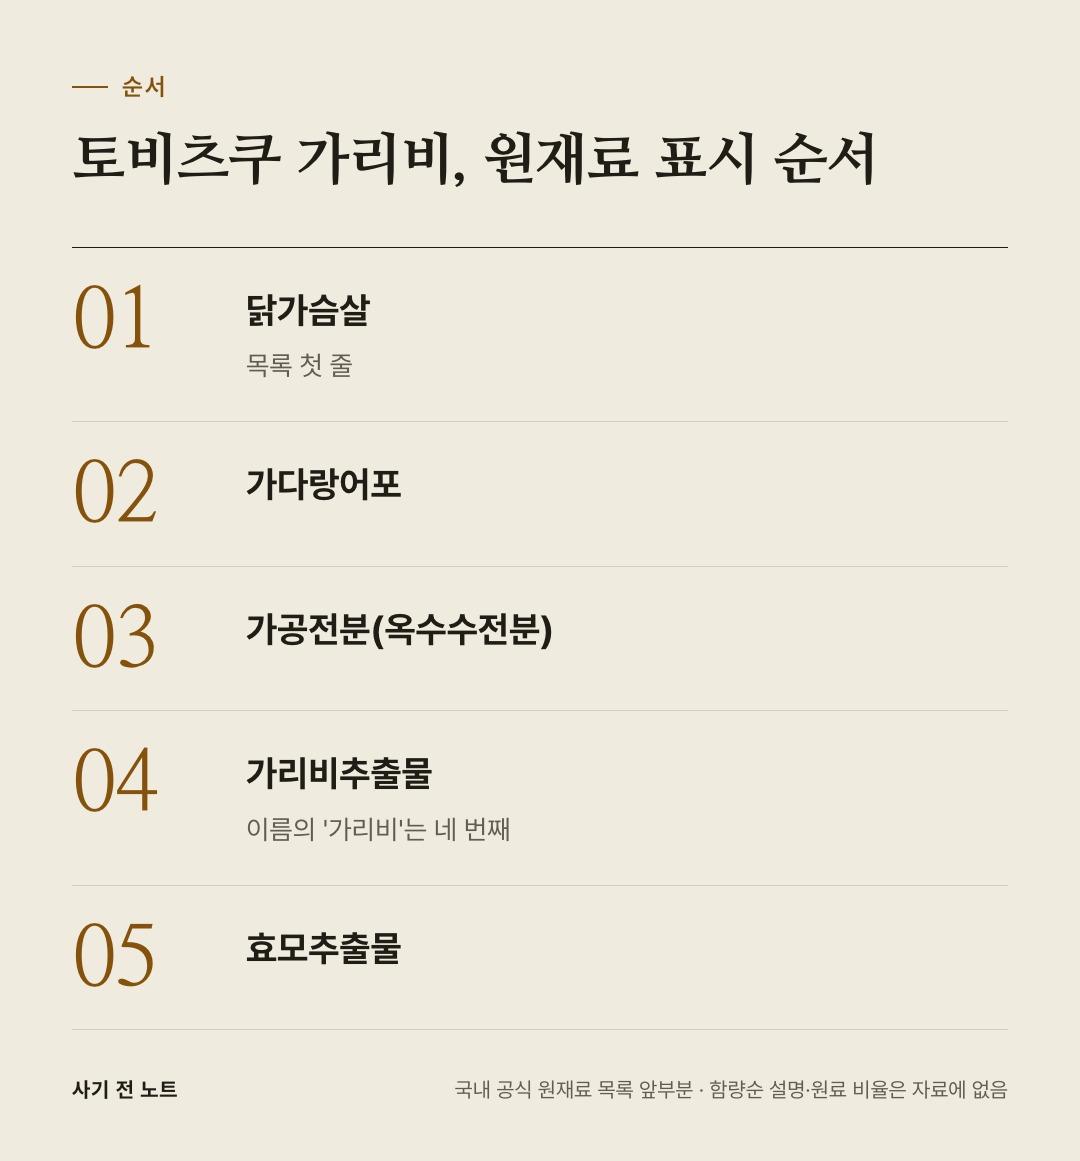 순서
토비츠쿠 가리비, 원재료 표시 순서
01
닭가슴살
목록 첫 줄
02
가다랑어포
03
가공전분(옥수수전분)
04
가리비추출물
이름의 '가리비'는 네 번째
05
효모추출물
사기 전 노트
국내 공식 원재료 목록 앞부분 · 함량순 설명·원료 비율은 자료에 없음